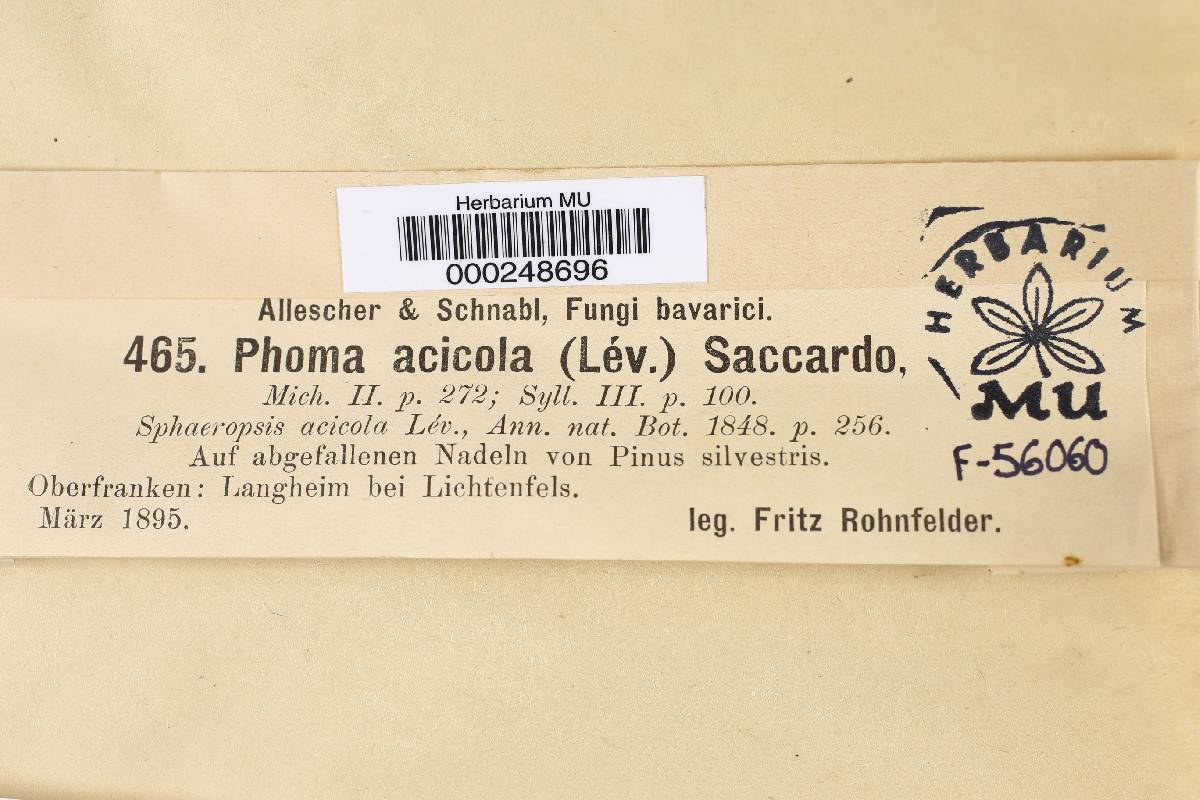 Herbarium MU
000248696
Allescher & Schnabl, Fungi bavarici.
465. Phoma acicola (Lév.) Saccardo,
Mich. II. p. 272; Syll. III. p. 100.
Sphaeropsis acicola Lév., Ann. nat. Bot. 1848. p. 256.
Auf abgefallenen Nadeln von Pinus silvestris.
Oberfranken: Langheim bei Lichtenfels.
März 1895.
leg. Fritz Rohnfelder.
HERBARIUM
MU
F-56060